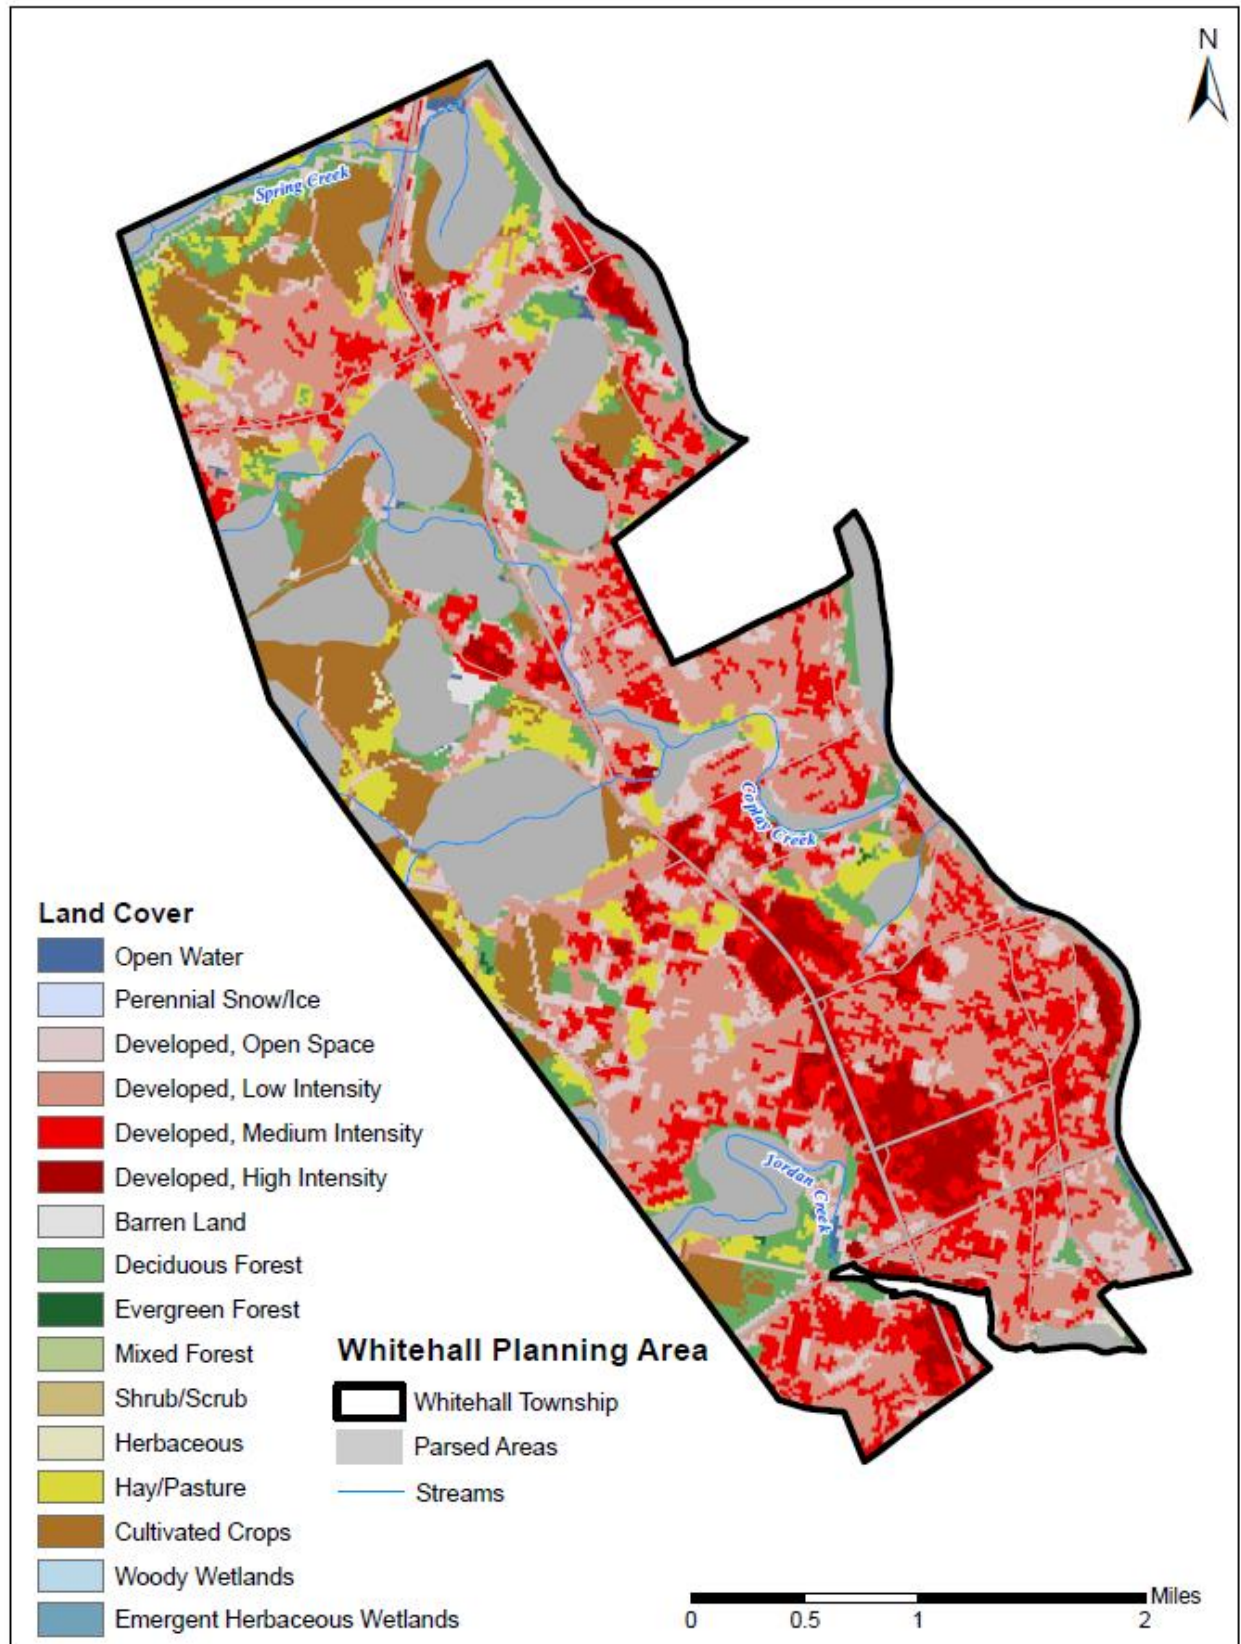 N
Spring Creek
Coplay Creek
Jordan Creek
Land Cover
Open Water
Perennial Snow/Ice
Developed, Open Space
Developed, Low Intensity
Developed, Medium Intensity
Developed, High Intensity
Barren Land
Deciduous Forest
Evergreen Forest
Mixed Forest
Shrub/Scrub
Herbaceous
Hay/Pasture
Cultivated Crops
Woody Wetlands
Emergent Herbaceous Wetlands
Whitehall Planning Area
Whitehall Township
Parsed Areas
Streams
Miles
0 0.5 1 2